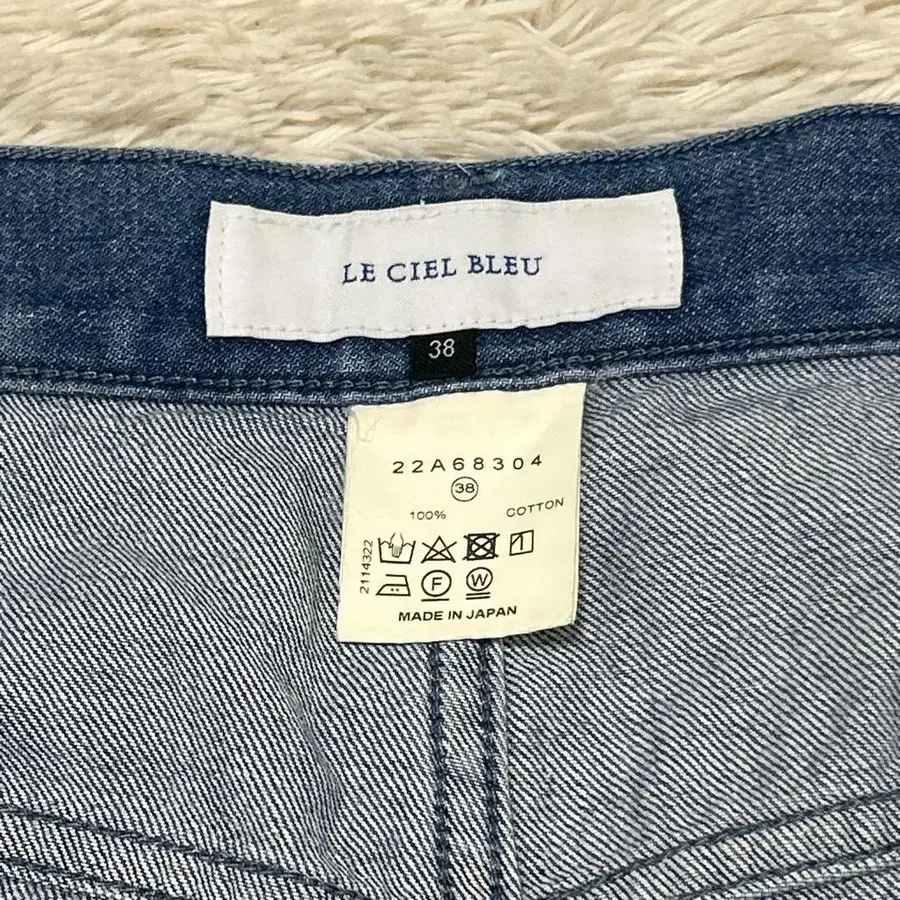 LE CIEL BLEU
38
22A68304
38
100% COTTON
2114322
F W
MADE IN JAPAN